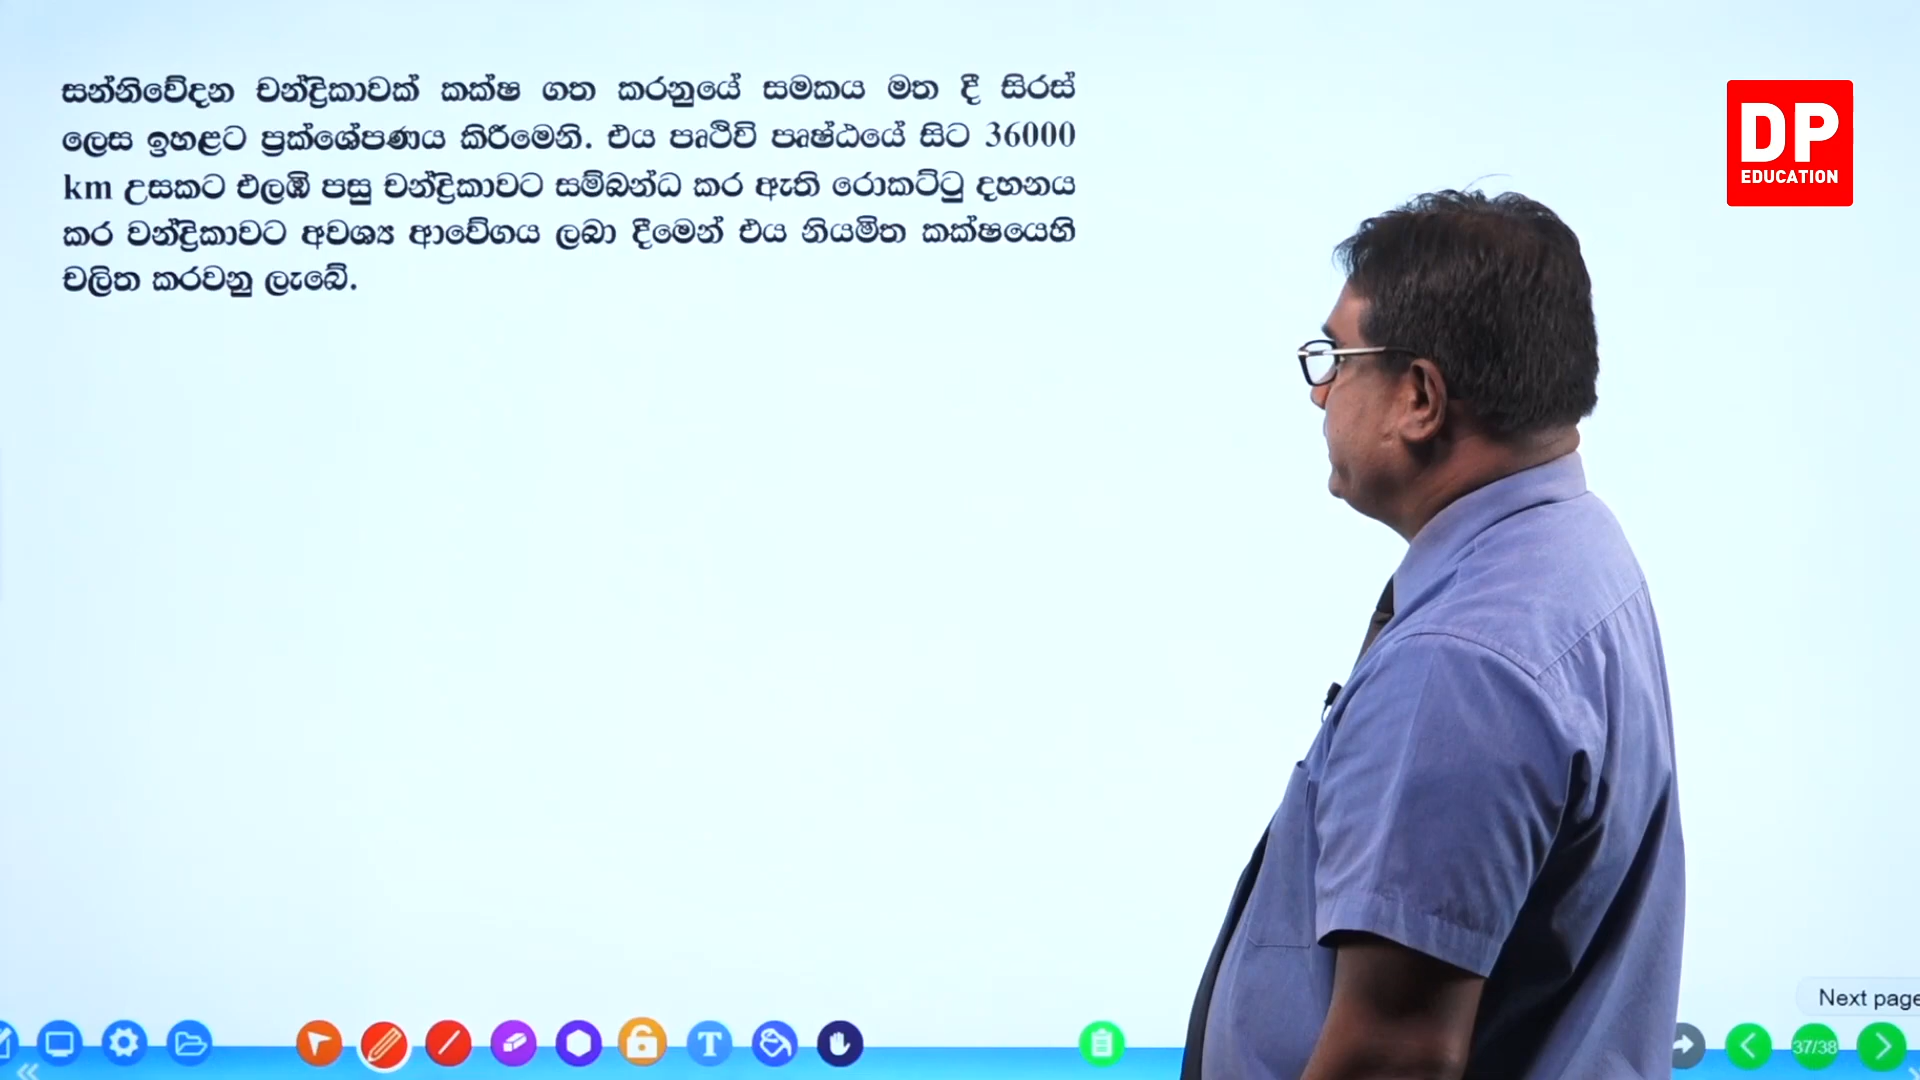 සන්නිවේදන චන්ද්‍රිකාවක් කක්ෂ ගත කරනුයේ සමකය මත දී සිරස්
ලෙස ඉහළට ප්‍රක්ශේපණය කිරීමෙනි. එය පෘථිවි පෘෂ්ඨයේ සිට 36000
km උසකට එලඹි පසු චන්ද්‍රිකාවට සම්බන්ධ කර ඇති රොකට්ටු දහනය
කර චන්ද්‍රිකාවට අවශ්‍ය ආවේගය ලබා දීමෙන් එය නියමිත කක්ෂයෙහි
චලිත කරවනු ලැබේ.
DP
EDUCATION
Next page
T
37/38